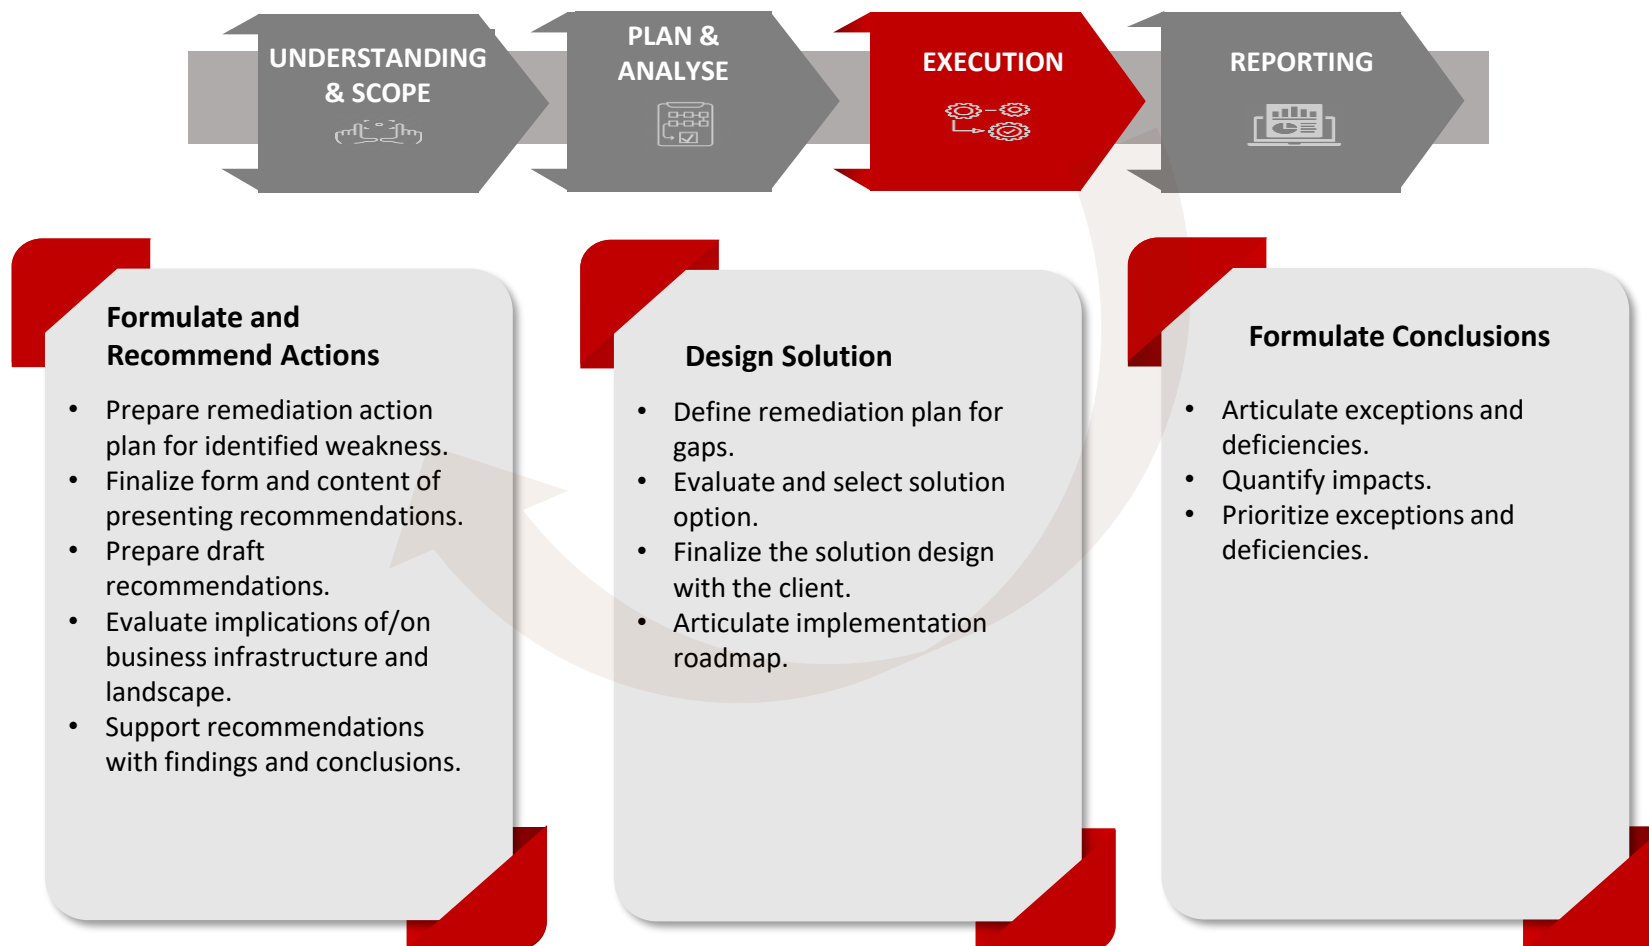 UNDERSTANDING
& SCOPE
PLAN &
ANALYSE
EXECUTION
REPORTING
Formulate and
Recommend Actions
• Prepare remediation action
plan for identified weakness.
• Finalize form and content of
presenting recommendations.
• Prepare draft
recommendations.
• Evaluate implications of/on
business infrastructure and
landscape.
• Support recommendations
with findings and conclusions.
Design Solution
• Define remediation plan for
gaps.
• Evaluate and select solution
option.
• Finalize the solution design
with the client.
• Articulate implementation
roadmap.
Formulate Conclusions
• Articulate exceptions and
deficiencies.
• Quantify impacts.
• Prioritize exceptions and
deficiencies.